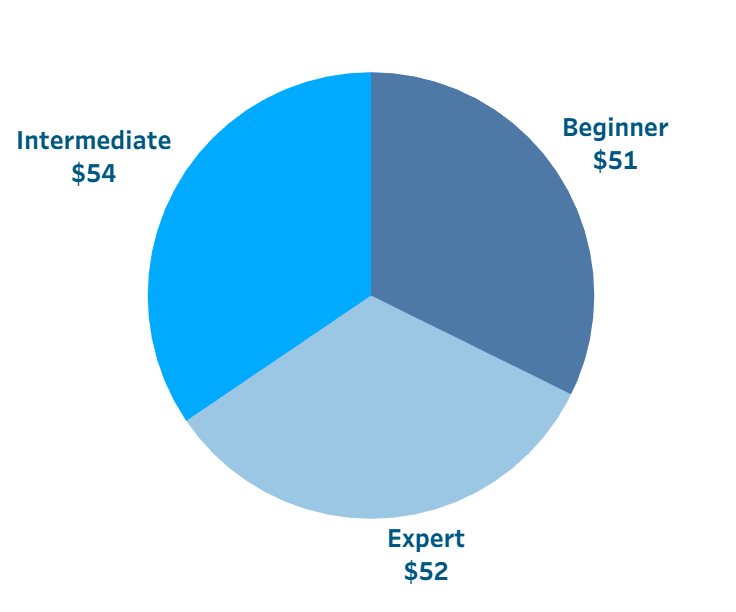 Intermediate
$54
Beginner
$51
Expert
$52